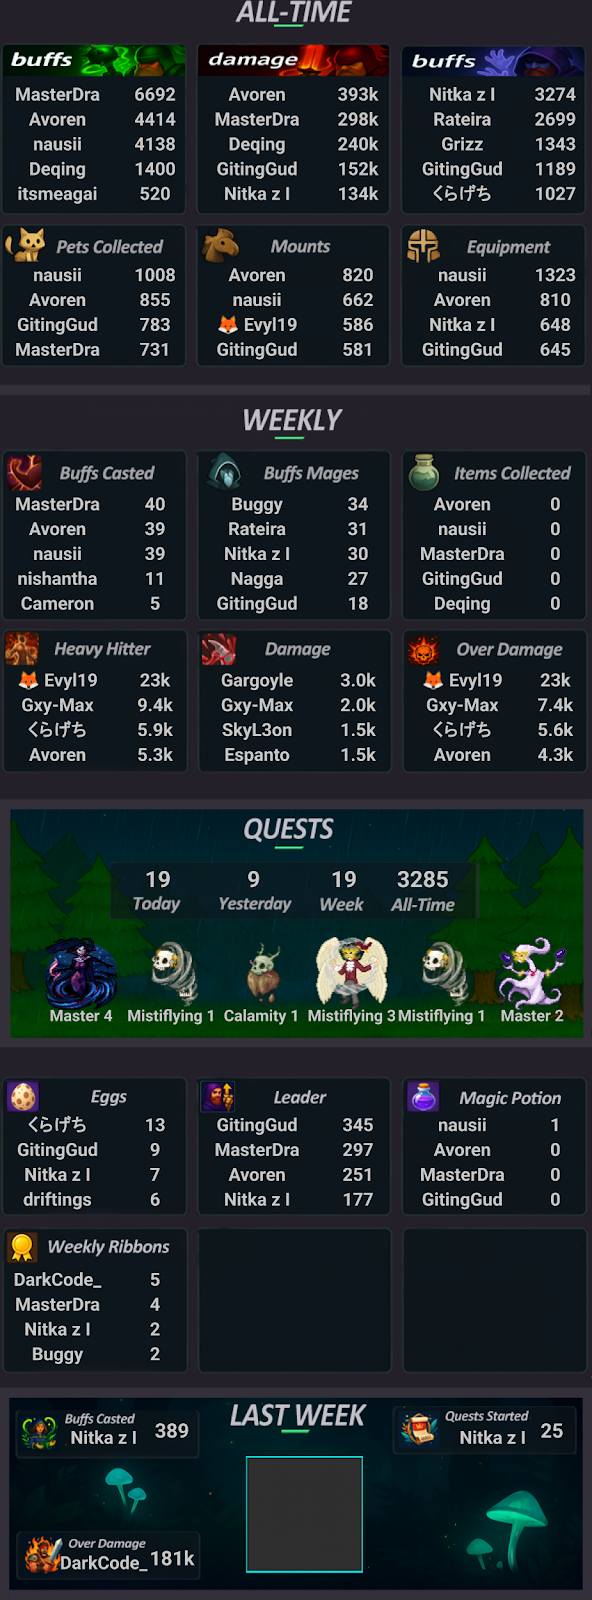 ALL-TIME
buffs
MasterDra 6692
Avoren 4414
nausii 4138
Deqing 1400
itsmeagai 520
damage
Avoren 393k
MasterDra 298k
Deqing 240k
GitingGud 152k
Nitka z l 134k
buffs
Nitka z l 3274
Rateira 2699
Grizz 1343
GitingGud 1189
くらげち 1027
Pets Collected
nausii 1008
Avoren 855
GitingGud 783
MasterDra 731
Mounts
Avoren 820
nausii 662
🦊 Evyl19 586
GitingGud 581
Equipment
nausii 1323
Avoren 810
Nitka z l 648
GitingGud 645
WEEKLY
Buffs Casted
MasterDra 40
Avoren 39
nausii 39
nishantha 11
Cameron 5
Buffs Mages
Buggy 34
Rateira 31
Nitka z l 30
Nagga 27
GitingGud 18
Items Collected
Avoren 0
nausii 0
MasterDra 0
GitingGud 0
Deqing 0
Heavy Hitter
🦊 Evyl19 23k
Gxy-Max 9.4k
くらげち 5.9k
Avoren 5.3k
Damage
Gargoyle 3.0k
Gxy-Max 2.0k
SkyL3on 1.5k
Espanto 1.5k
Over Damage
🦊 Evyl19 23k
Gxy-Max 7.4k
くらげち 5.6k
Avoren 4.3k
QUESTS
19 9 19 3285
Today Yesterday Week All-Time
Master 4 Mistiflying 1 Calamity 1 Mistiflying 3 Mistiflying 1 Master 2
Eggs
くらげち 13
GitingGud 9
Nitka z l 7
driftings 6
Leader
GitingGud 345
MasterDra 297
Avoren 251
Nitka z l 177
Magic Potion
nausii 1
Avoren 0
MasterDra 0
GitingGud 0
Weekly Ribbons
DarkCode_ 5
MasterDra 4
Nitka z l 2
Buggy 2
LAST WEEK
Buffs Casted
Nitka z l 389
Quests Started
Nitka z l 25
Over Damage
DarkCode_ 181k